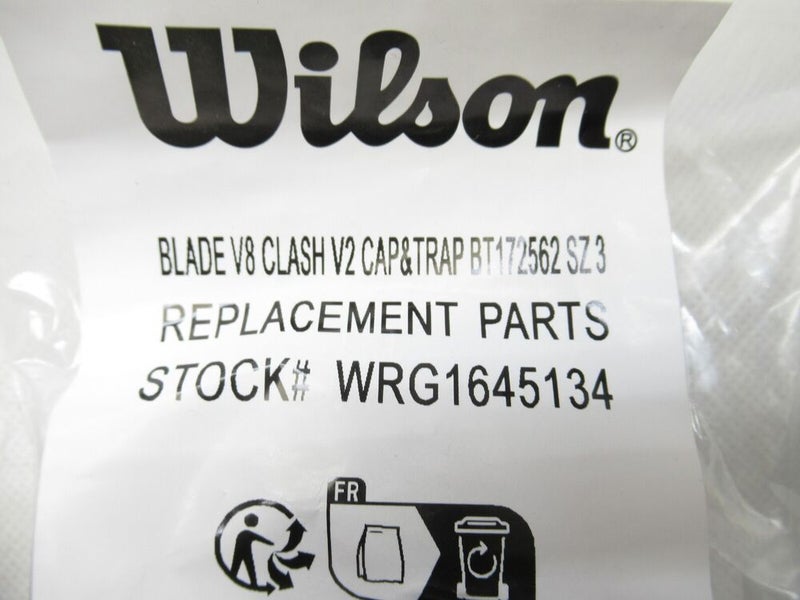 Wilson®
BLADE V8 CLASH V2 CAP&TRAP BT172562 SZ 3
REPLACEMENT PARTS
STOCK# WRG1645134
FR